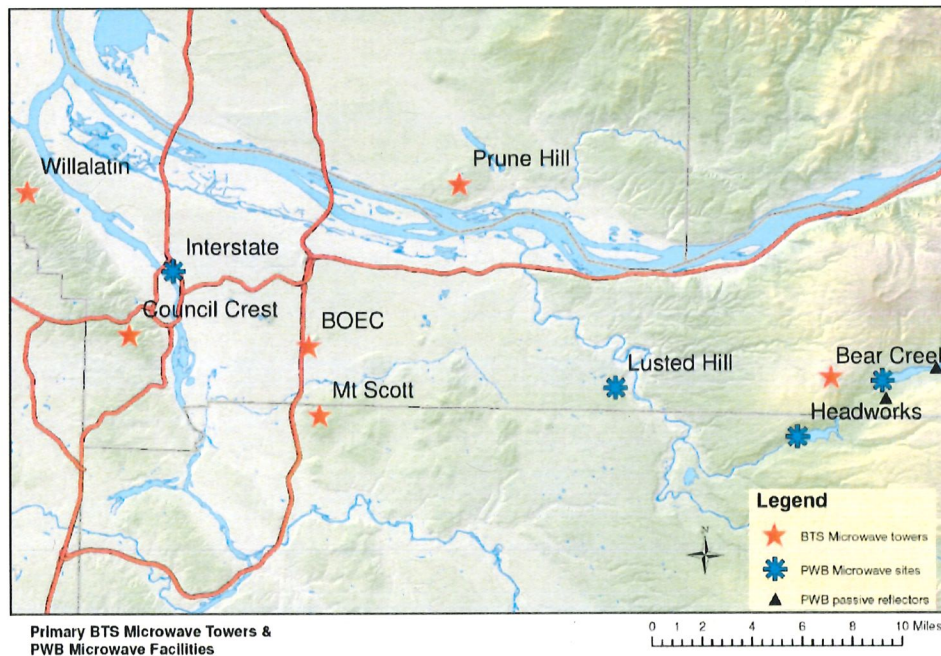 Willalatin
Prune Hill
Interstate
Council Crest
BOEC
Lusted Hill
Bear Creek
Mt Scott
Headworks
N
Legend
BTS Microwave towers
PWB Microwave sites
PWB passive reflectors
Primary BTS Microwave Towers &
PWB Microwave Facilities
0 2 4 6 8 10 Miles